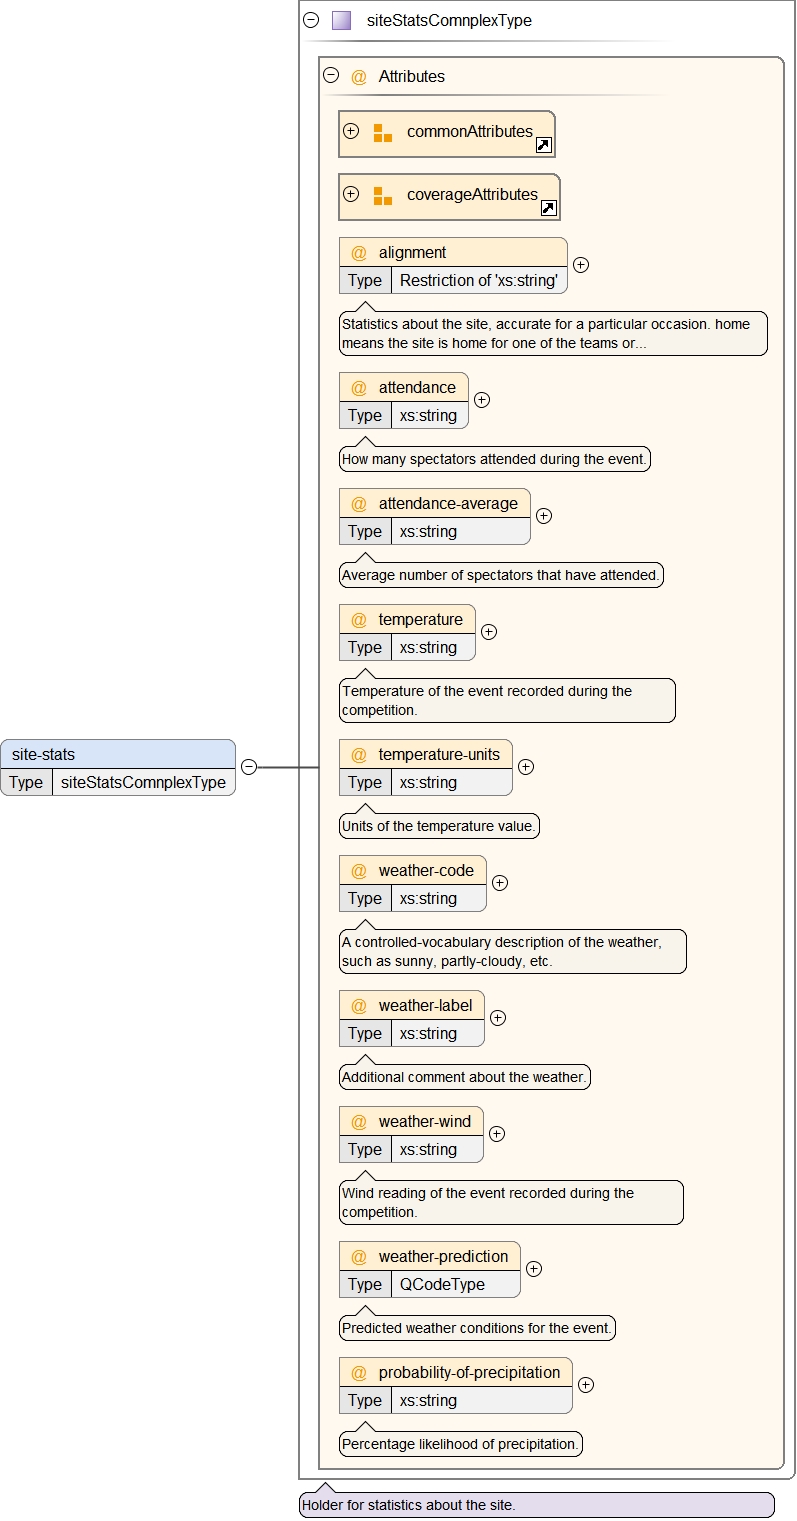 siteStatsComnplexType
@ Attributes
commonAttributes
coverageAttributes
@ alignment
Type Restriction of 'xs:string'
Statistics about the site, accurate for a particular occasion. home
means the site is home for one of the teams or...
@ attendance
Type xs:string
How many spectators attended during the event.
@ attendance-average
Type xs:string
Average number of spectators that have attended.
@ temperature
Type xs:string
Temperature of the event recorded during the
competition.
site-stats
Type siteStatsComnplexType
@ temperature-units
Type xs:string
Units of the temperature value.
@ weather-code
Type xs:string
A controlled-vocabulary description of the weather,
such as sunny, partly-cloudy, etc.
@ weather-label
Type xs:string
Additional comment about the weather.
@ weather-wind
Type xs:string
Wind reading of the event recorded during the
competition.
@ weather-prediction
Type QCodeType
Predicted weather conditions for the event.
@ probability-of-precipitation
Type xs:string
Percentage likelihood of precipitation.
Holder for statistics about the site.